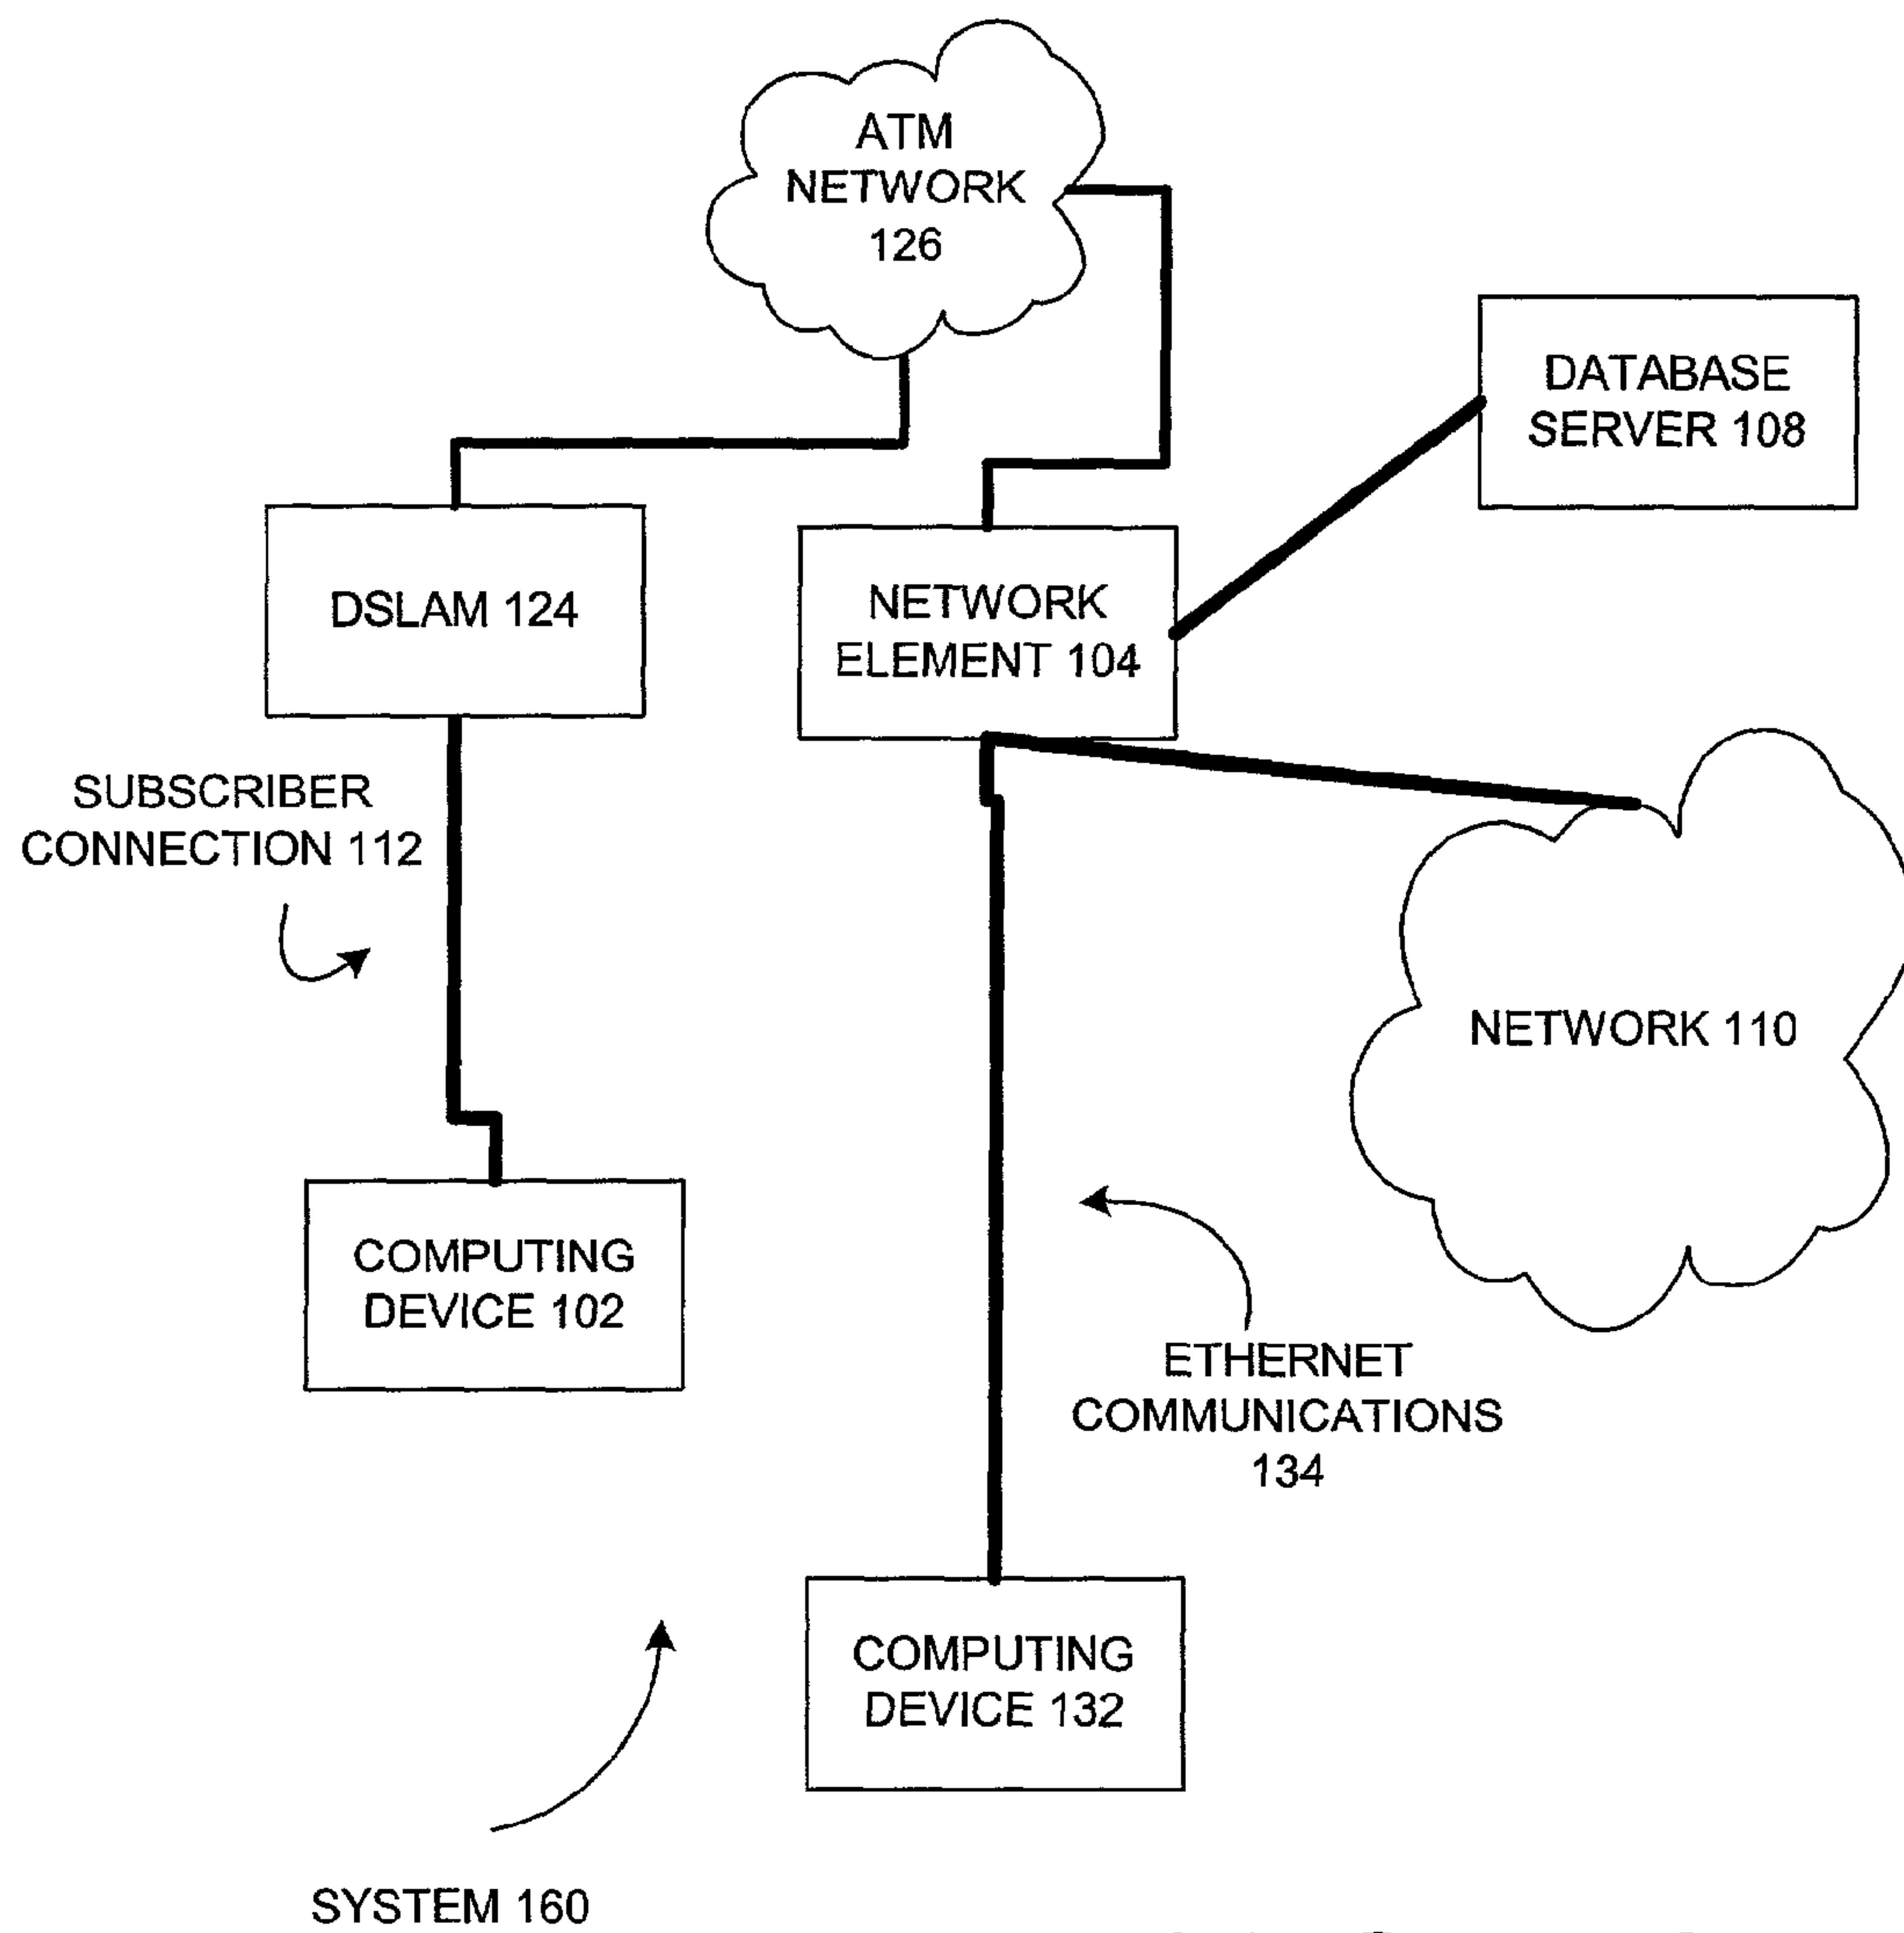 ATM
NETWORK
126
DATABASE
SERVER 108
DSLAM 124
NETWORK
ELEMENT 104
SUBSCRIBER
CONNECTION 112
NETWORK 110
COMPUTING
DEVICE 102
ETHERNET
COMMUNICATIONS
134
COMPUTING
DEVICE 132
SYSTEM 160